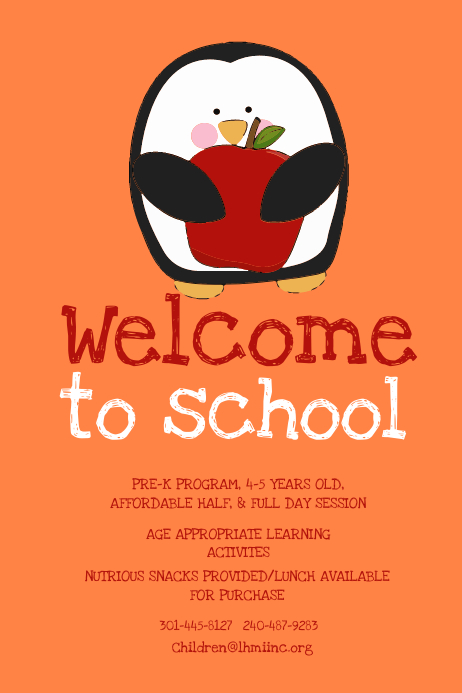 Welcome
to school
PRE-K PROGRAM, 4-5 YEARS OLD,
AFFORDABLE HALF, & FULL DAY SESSION
AGE APPROPRIATE LEARNING
ACTIVITES
NUTRIOUS SNACKS PROVIDED/LUNCH AVAILABLE
FOR PURCHASE
301-445-8127 240-487-9283
Children@lhmiinc.org